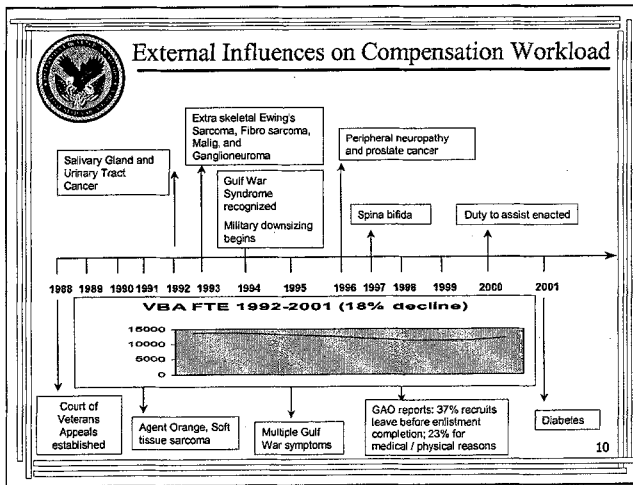 External Influences on Compensation Workload
Extra skeletal Ewing's
Sarcoma, Fibro sarcoma,
Malig, and
Ganglioneuroma
Peripheral neuropathy
and prostate cancer
Salivary Gland and
Urinary Tract
Cancer
Gulf War
Syndrome
recognized
Military downsizing
begins
Spina bifida
Duty to assist enacted
1988 1989 1990 1991 1992 1993 1994 1995 1996 1997 1998 1999 2000 2001
VBA FTE 1992-2001 (18% decline)
15000
10000
5000
0
Court of
Veterans
Appeals
established
Agent Orange, Soft
tissue sarcoma
Multiple Gulf
War symptoms
GAO reports: 37% recruits
leave before enlistment
completion; 23% for
medical / physical reasons
Diabetes
10